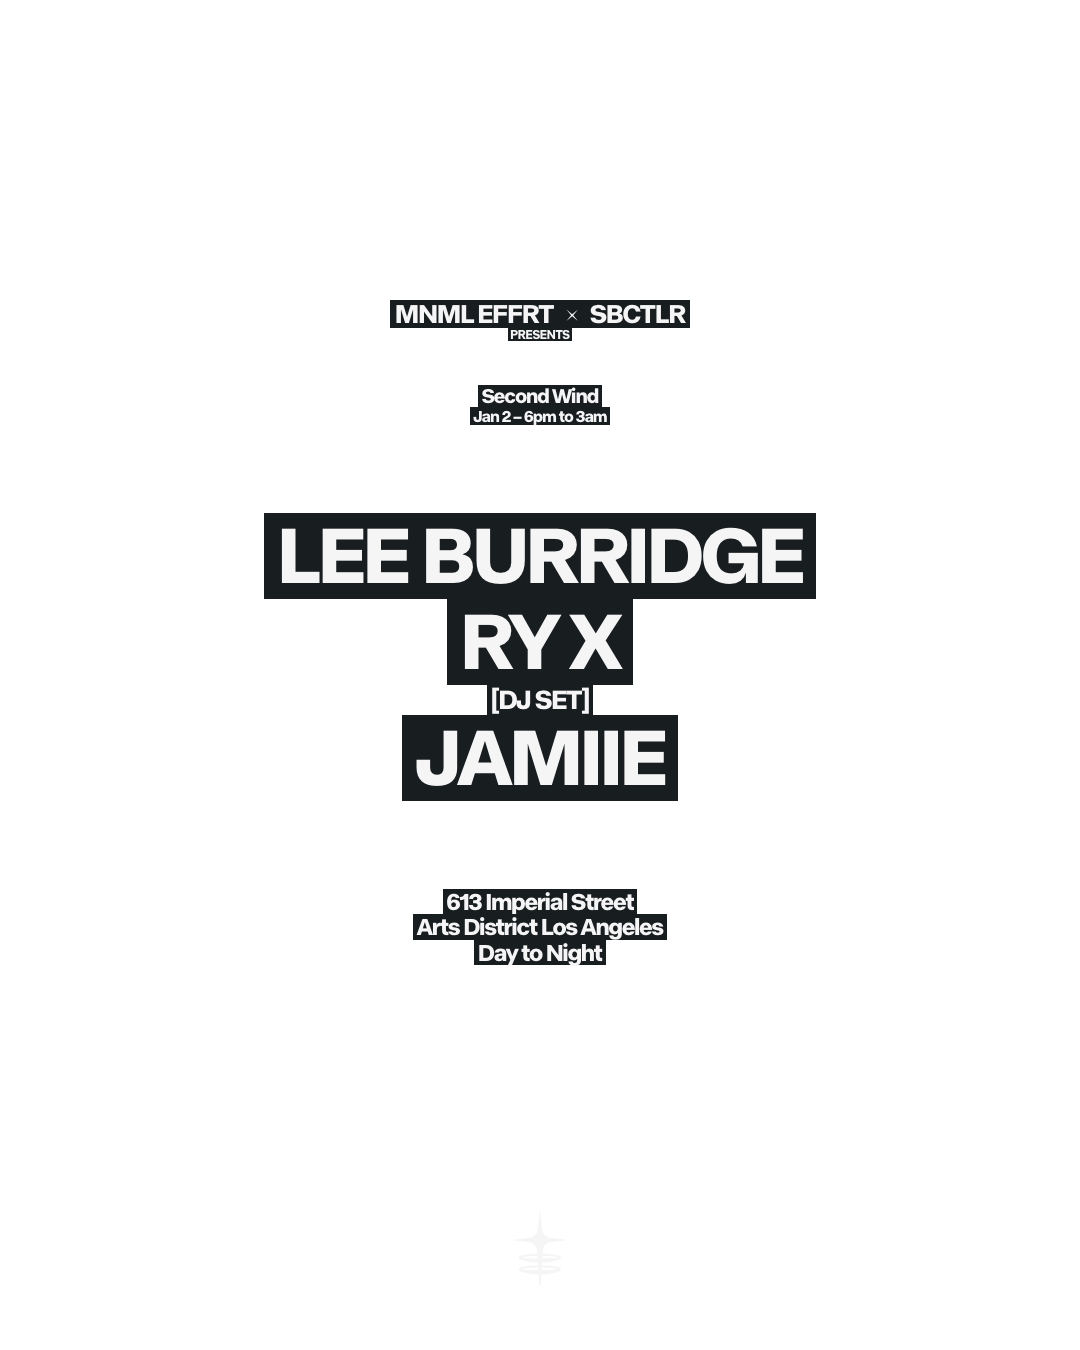 MNML EFFRT × SBCTLR
PRESENTS
Second Wind
Jan 2 – 6pm to 3am
LEE BURRIDGE
RY X
[DJ SET]
JAMIIE
613 Imperial Street
Arts District Los Angeles
Day to Night